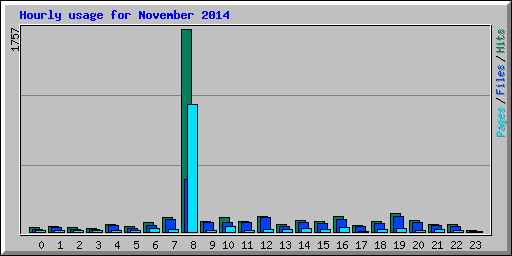 Hourly usage for November 2014
1757
Pages / Files / Hits
0 1 2 3 4 5 6 7 8 9 10 11 12 13 14 15 16 17 18 19 20 21 22 23